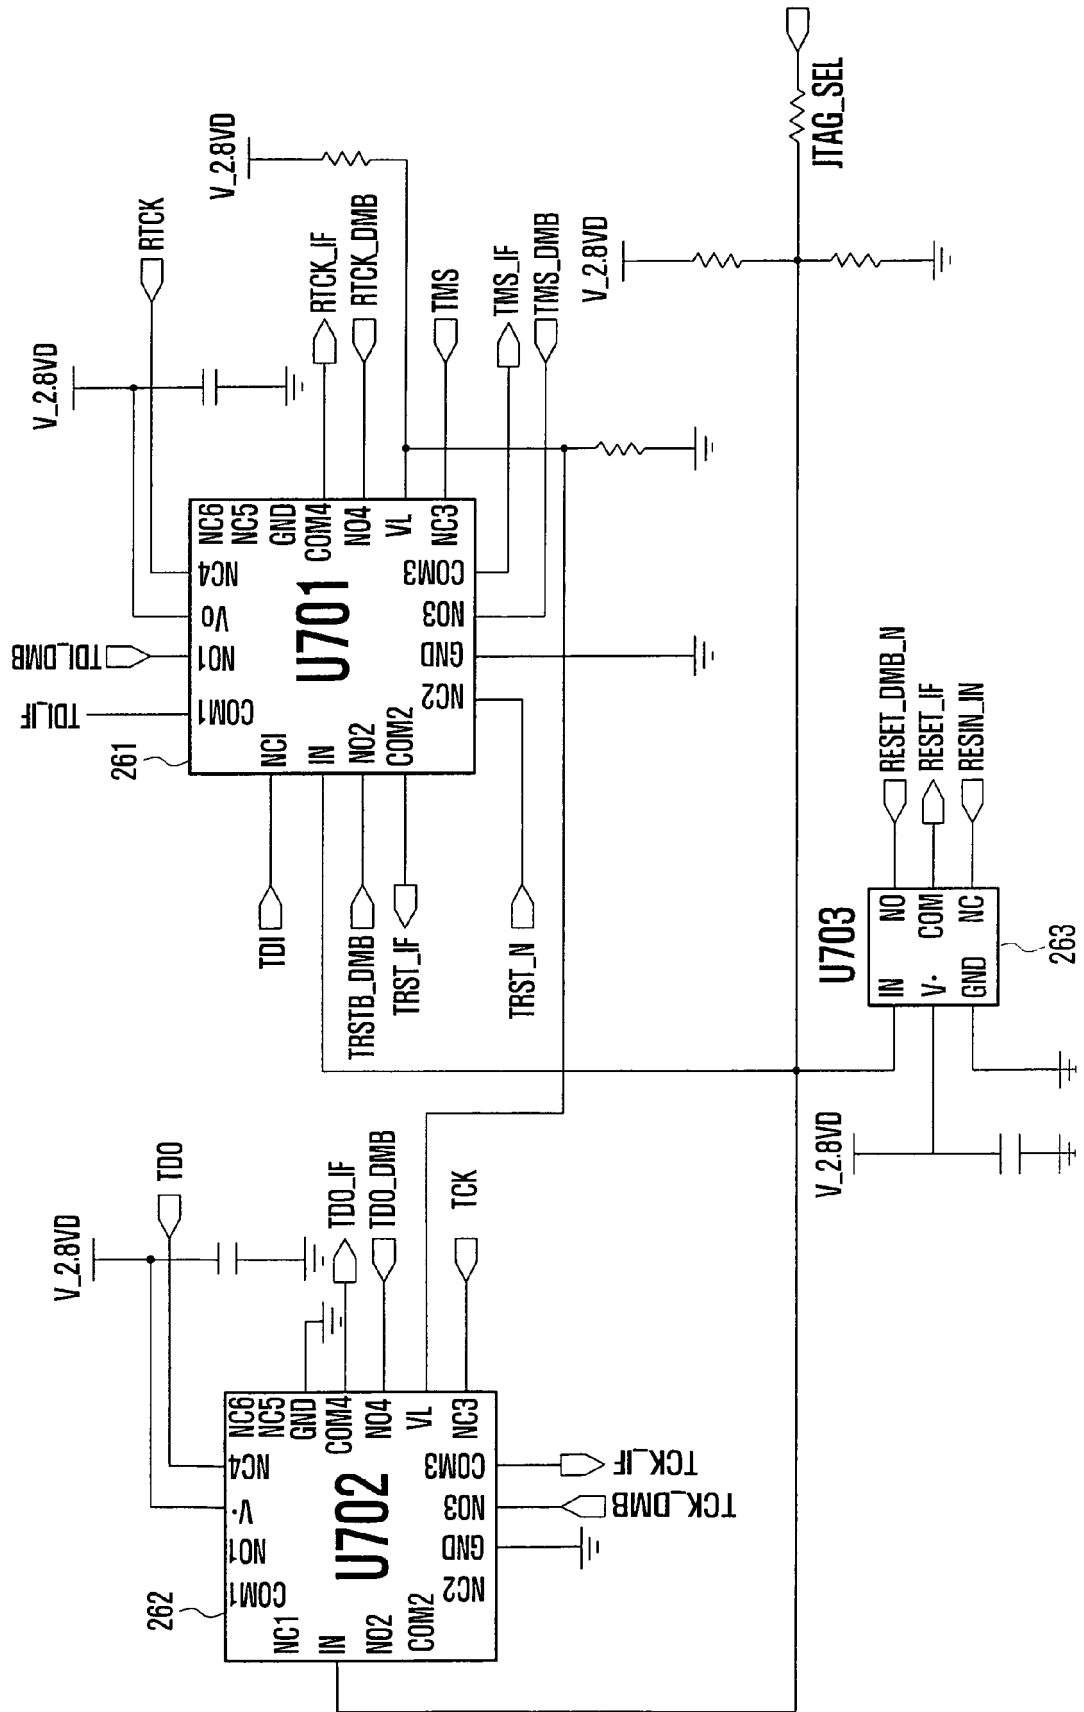 V_2.8VD
TDO
NC6
NC5
GND
COM4
NO4
VL
NC3
NC4
V·
NO1
COM1
NC1
IN
NO2
COM2
NC2
GND
NO3
COM3
U702
262
TDO_IF
TDO_DMB
TCK
TCK_IF
TCK_DMB
V_2.8VD
RTCK
TDI_DMB
TDI_IF
NC6
NC5
GND
COM4
NO4
VL
NC3
NC4
Vo
NO1
COM1
NCI
IN
NO2
COM2
NC2
GND
NO3
COM3
U701
261
V_2.8VD
RTCK_IF
RTCK_DMB
TMS
TMS_IF
TMS_DMB
TDI
TRSTB_DMB
TRST_IF
TRST_N
V_2.8VD
JTAG_SEL
V_2.8VD
U703
IN
V·
GND
NO
COM
NC
263
RESET_DMB_N
RESET_IF
RESIN_IN